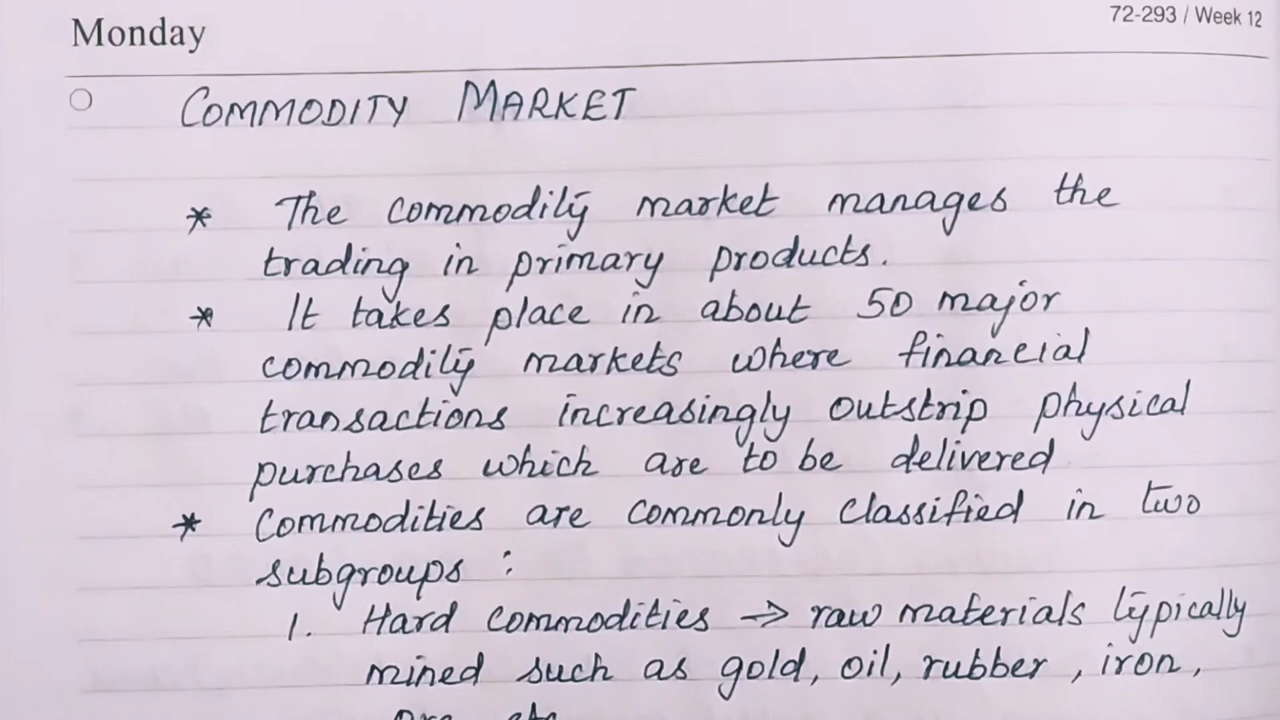 Monday
72-293 / Week 12
COMMODITY MARKET
* The commodity market manages the
trading in primary products.
* It takes place in about 50 major
commodity markets where financial
transactions increasingly outstrip physical
purchases which are to be delivered
* Commodities are commonly classified in two
subgroups :
1. Hard commodities → raw materials typically
mined such as gold, oil, rubber , iron,
ore etc